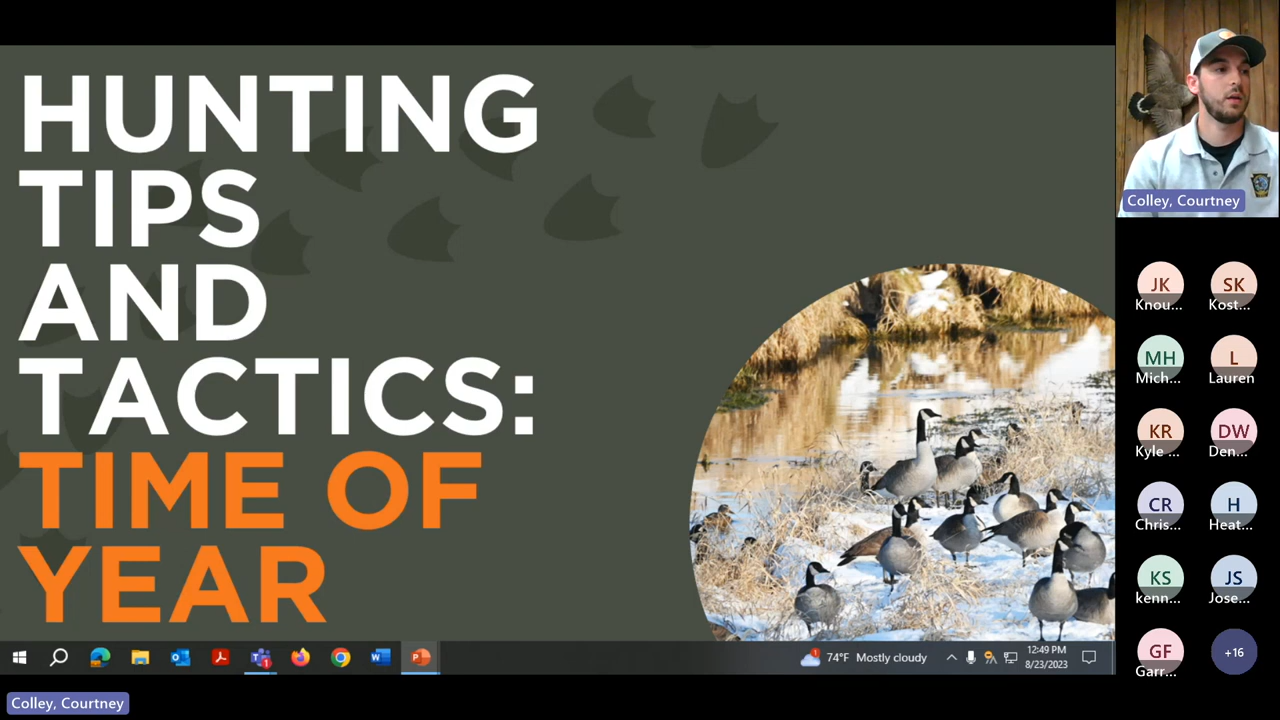 HUNTING
TIPS
AND
TACTICS:
TIME OF
YEAR
Colley, Courtney
JK
Knou...
SK
Kost...
MH
Mich...
L
Lauren
KR
Kyle ...
DW
Den...
CR
Chris...
H
Heat...
KS
kenn...
JS
Jose...
GF
Garr...
+16
1
74°F Mostly cloudy
12:49 PM
8/23/2023
Colley, Courtney